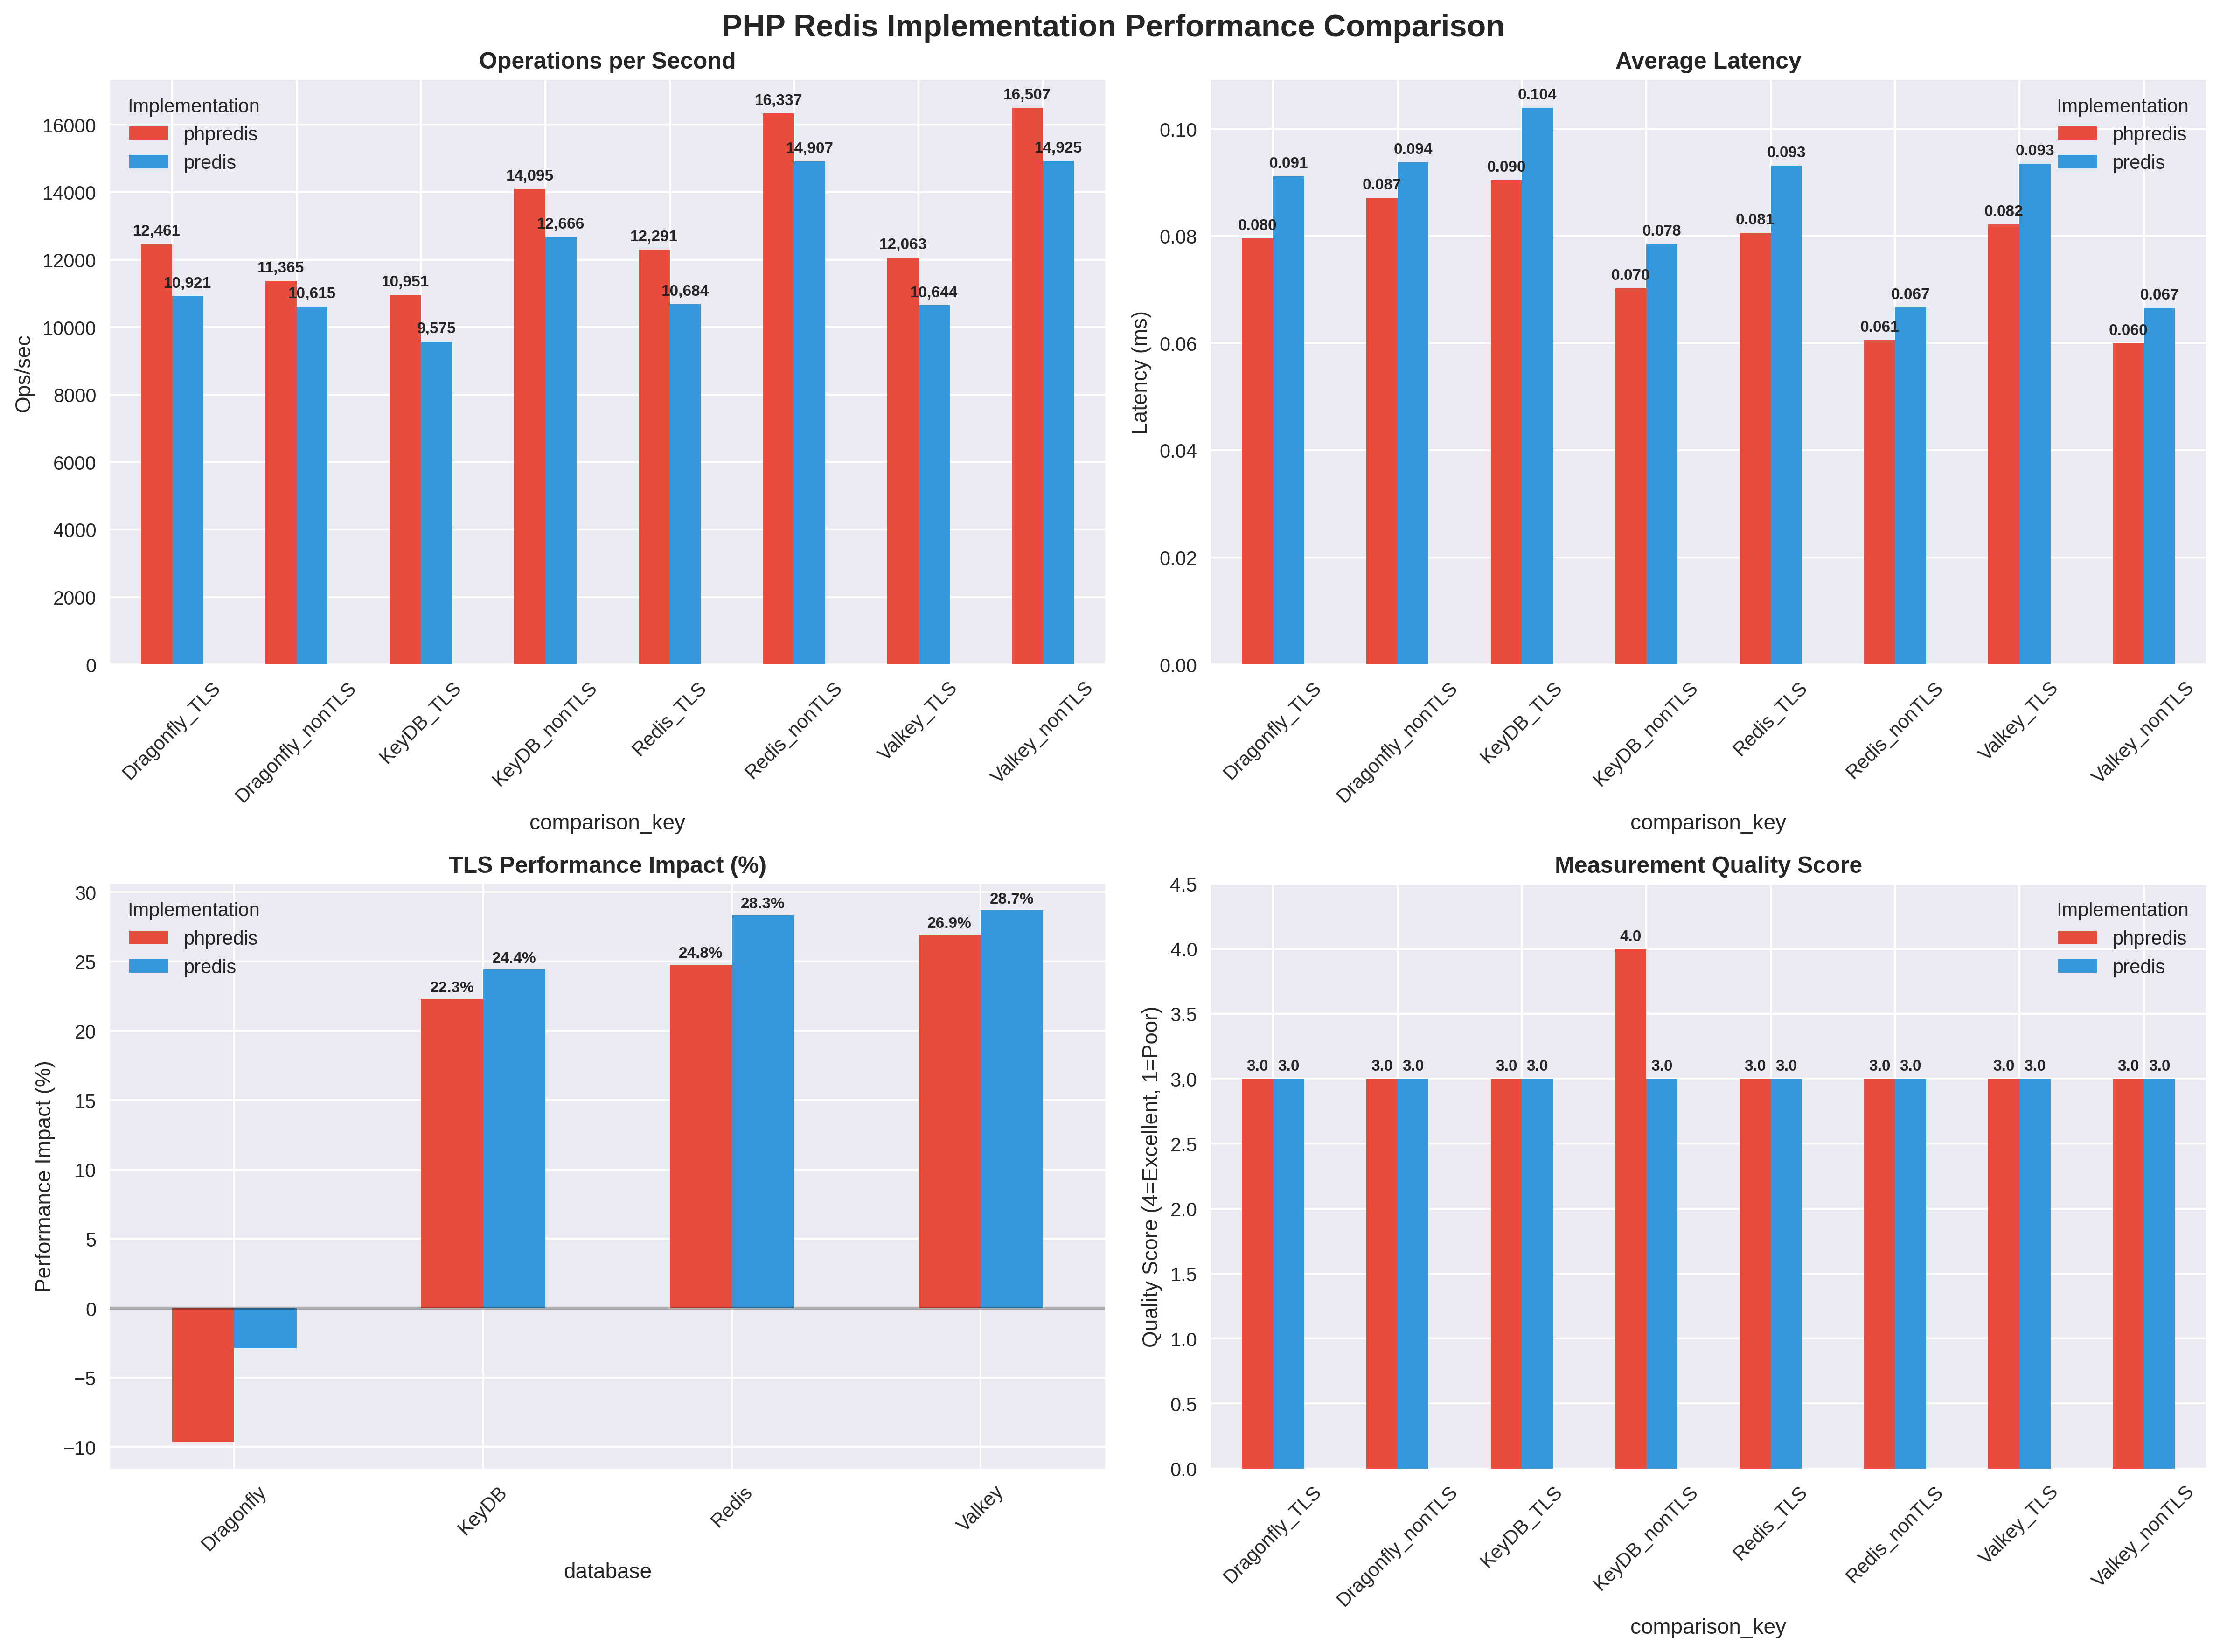 PHP Redis Implementation Performance Comparison
Operations per Second
Ops/sec
16000
14000
12000
10000
8000
6000
4000
2000
0
Implementation
phpredis
predis
12,461
10,921
11,365
10,615
10,951
9,575
14,095
12,666
12,291
10,684
16,337
14,907
12,063
10,644
16,507
14,925
Dragonfly_TLS
Dragonfly_nonTLS
KeyDB_TLS
KeyDB_nonTLS
Redis_TLS
Redis_nonTLS
Valkey_TLS
Valkey_nonTLS
comparison_key
Average Latency
Latency (ms)
0.10
0.08
0.06
0.04
0.02
0.00
Implementation
phpredis
predis
0.080
0.091
0.087
0.094
0.090
0.104
0.070
0.078
0.081
0.093
0.061
0.067
0.082
0.093
0.060
0.067
Dragonfly_TLS
Dragonfly_nonTLS
KeyDB_TLS
KeyDB_nonTLS
Redis_TLS
Redis_nonTLS
Valkey_TLS
Valkey_nonTLS
comparison_key
TLS Performance Impact (%)
Performance Impact (%)
30
25
20
15
10
5
0
−5
−10
Implementation
phpredis
predis
22.3%
24.4%
24.8%
28.3%
26.9%
28.7%
Dragonfly
KeyDB
Redis
Valkey
database
Measurement Quality Score
Quality Score (4=Excellent, 1=Poor)
4.5
4.0
3.5
3.0
2.5
2.0
1.5
1.0
0.5
0.0
Implementation
phpredis
predis
3.0
3.0
3.0
3.0
3.0
3.0
4.0
3.0
3.0
3.0
3.0
3.0
3.0
3.0
3.0
3.0
Dragonfly_TLS
Dragonfly_nonTLS
KeyDB_TLS
KeyDB_nonTLS
Redis_TLS
Redis_nonTLS
Valkey_TLS
Valkey_nonTLS
comparison_key